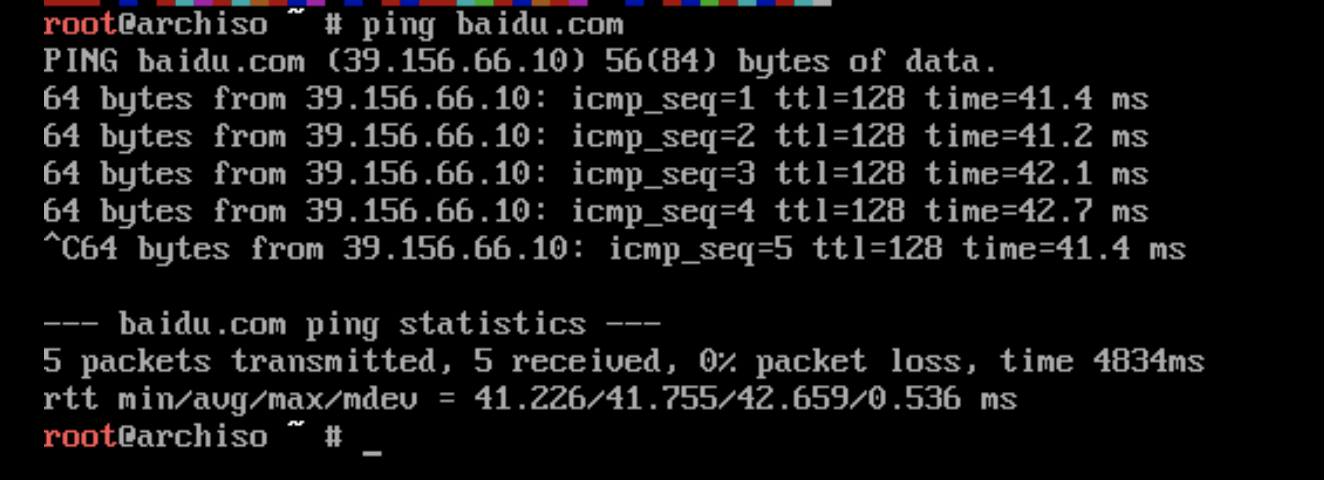 root@archiso ~ # ping baidu.com
PING baidu.com (39.156.66.10) 56(84) bytes of data.
64 bytes from 39.156.66.10: icmp_seq=1 ttl=128 time=41.4 ms
64 bytes from 39.156.66.10: icmp_seq=2 ttl=128 time=41.2 ms
64 bytes from 39.156.66.10: icmp_seq=3 ttl=128 time=42.1 ms
64 bytes from 39.156.66.10: icmp_seq=4 ttl=128 time=42.7 ms
^C64 bytes from 39.156.66.10: icmp_seq=5 ttl=128 time=41.4 ms
--- baidu.com ping statistics ---
5 packets transmitted, 5 received, 0% packet loss, time 4834ms
rtt min/avg/max/mdev = 41.226/41.755/42.659/0.536 ms
root@archiso ~ # _